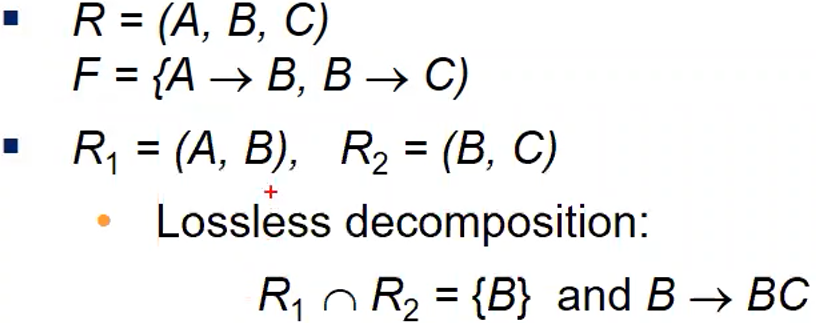 R = (A, B, C)
F = {A → B, B → C)
R₁ = (A, B), R₂ = (B, C)
Lossless decomposition:
R₁ ∩ R₂ = {B} and B → BC